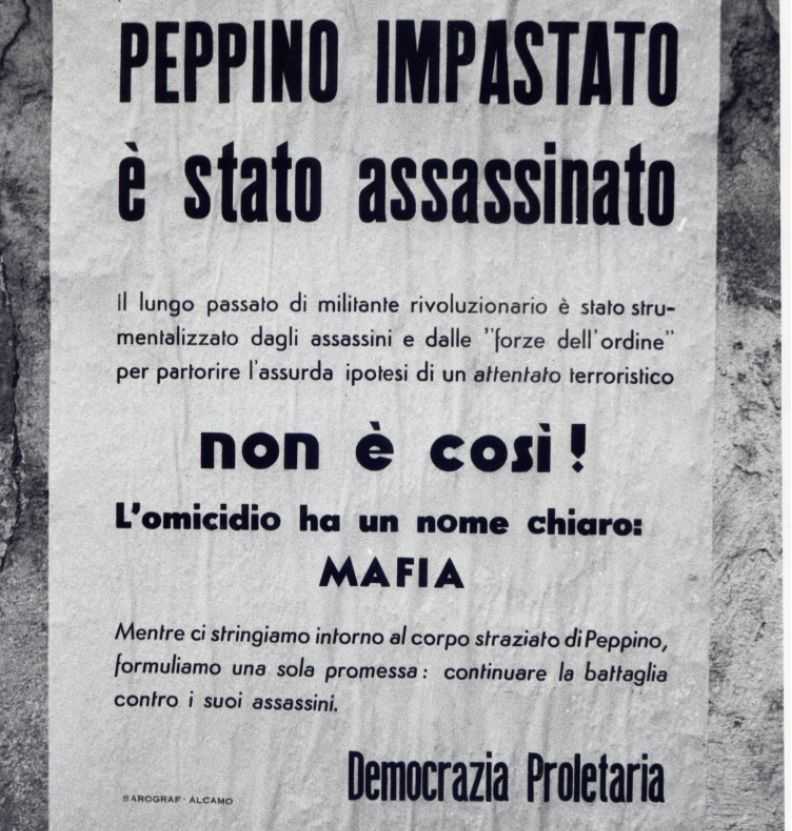 PEPPINO IMPASTATO
è stato assassinato
Il lungo passato di militante rivoluzionario è stato stru-
mentalizzato dagli assassini e dalle "forze dell'ordine"
per partorire l'assurda ipotesi di un attentato terroristico
non è così!
L'omicidio ha un nome chiaro:
MAFIA
Mentre ci stringiamo intorno al corpo straziato di Peppino,
formuliamo una sola promessa: continuare la battaglia
contro i suoi assassini.
Democrazia Proletaria
SAROGRAF - ALCAMO